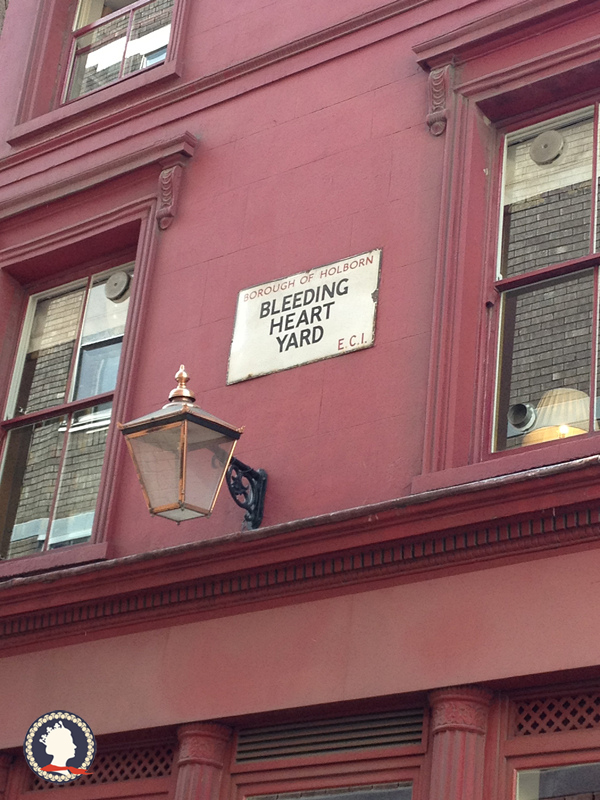 BOROUGH OF HOLBORN
BLEEDING
HEART
YARD
E.C.1.